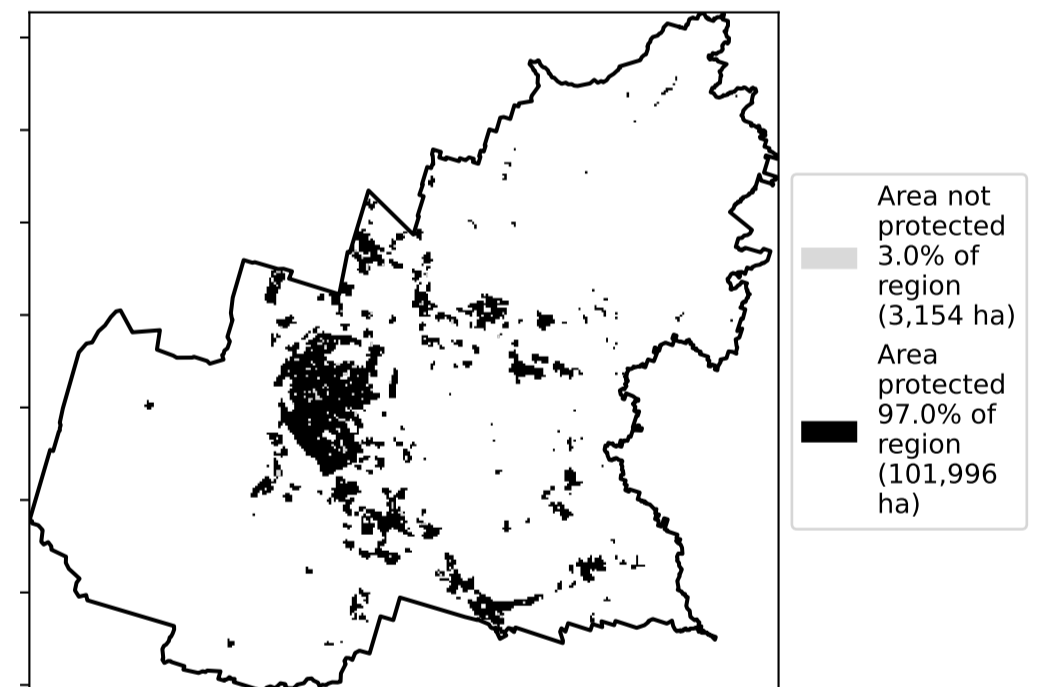 Area not
protected
3.0% of
region
(3,154 ha)
Area
protected
97.0% of
region
(101,996
ha)